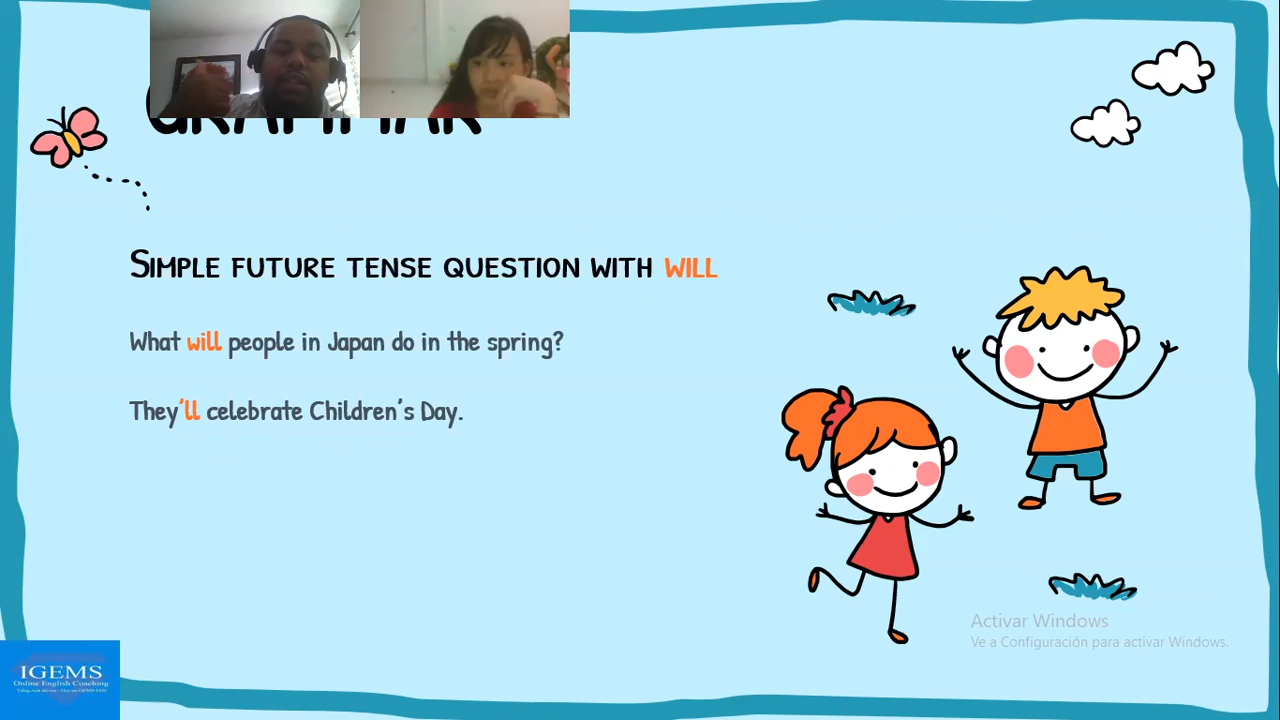 GRAMMAR
Simple future tense question with will
What will people in Japan do in the spring?
They'll celebrate Children's Day.
Activar Windows
Ve a Configuración para activar Windows.
IGEMS
Online English Coaching